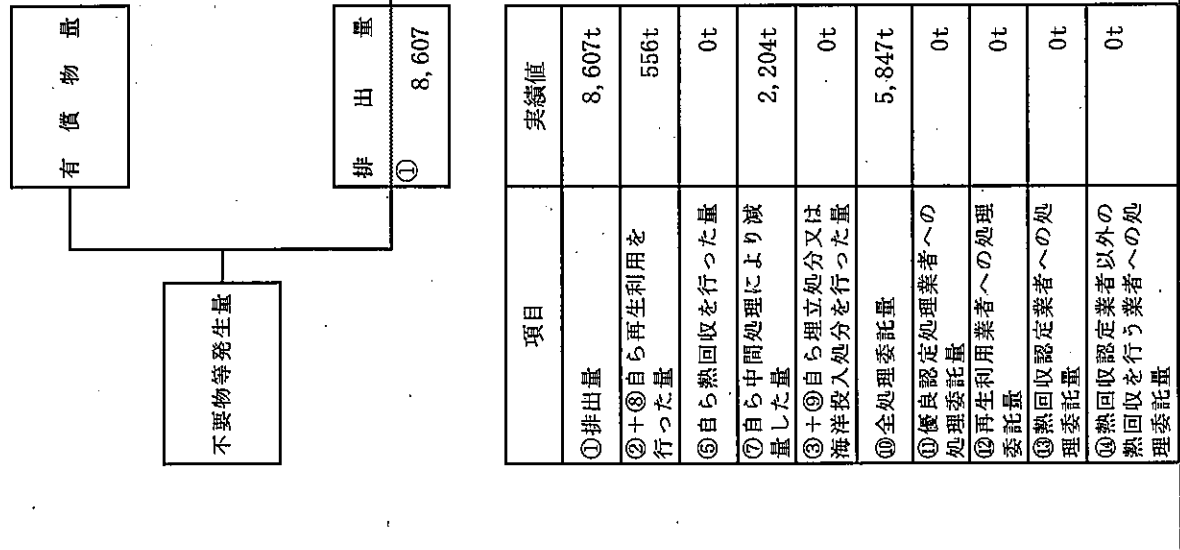 有償物量
不要物等発生量
排出量
① 8,607
項目 実績値
①排出量 8,607t
②+⑧自ら再生利用を
行った量 556t
⑤自ら熱回収を行った量 0t
⑦自ら中間処理により減
量した量 2,204t
③+⑨自ら埋立処分又は
海洋投入処分を行った量 0t
⑩全処理委託量 5,847t
⑪優良認定処理業者への
処理委託量 0t
⑫再生利用業者への処理
委託量 0t
⑬熱回収認定業者への処
理委託量 0t
⑭熱回収認定業者以外の
熱回収を行う業者への処
理委託量 0t